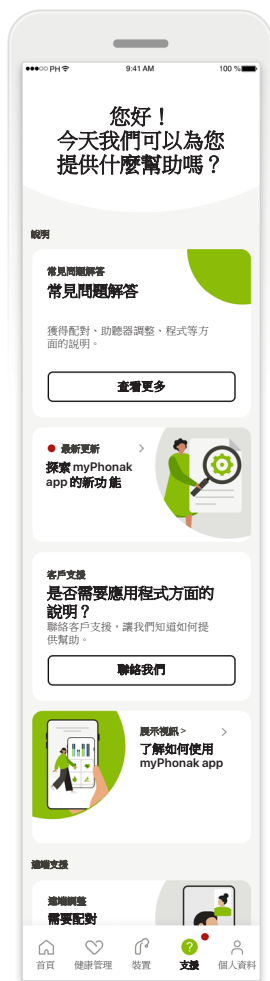 PH
9:41 AM
100 %
您好！
今天我們可以為您
提供什麼幫助嗎？
說明
常見問題解答
常見問題解答
獲得配對、助聽器調整、程式等方
面的說明。
查看更多
最新更新
探索 myPhonak
app 的新功能
客戶支援
是否需要應用程式方面的
說明？
聯絡客戶支援，讓我們知道如何提
供幫助。
聯絡我們
展示視訊 >
了解如何使用
myPhonak app
遠端支援
遠端調整
需要配對
首頁
健康管理
裝置
支援
個人資料